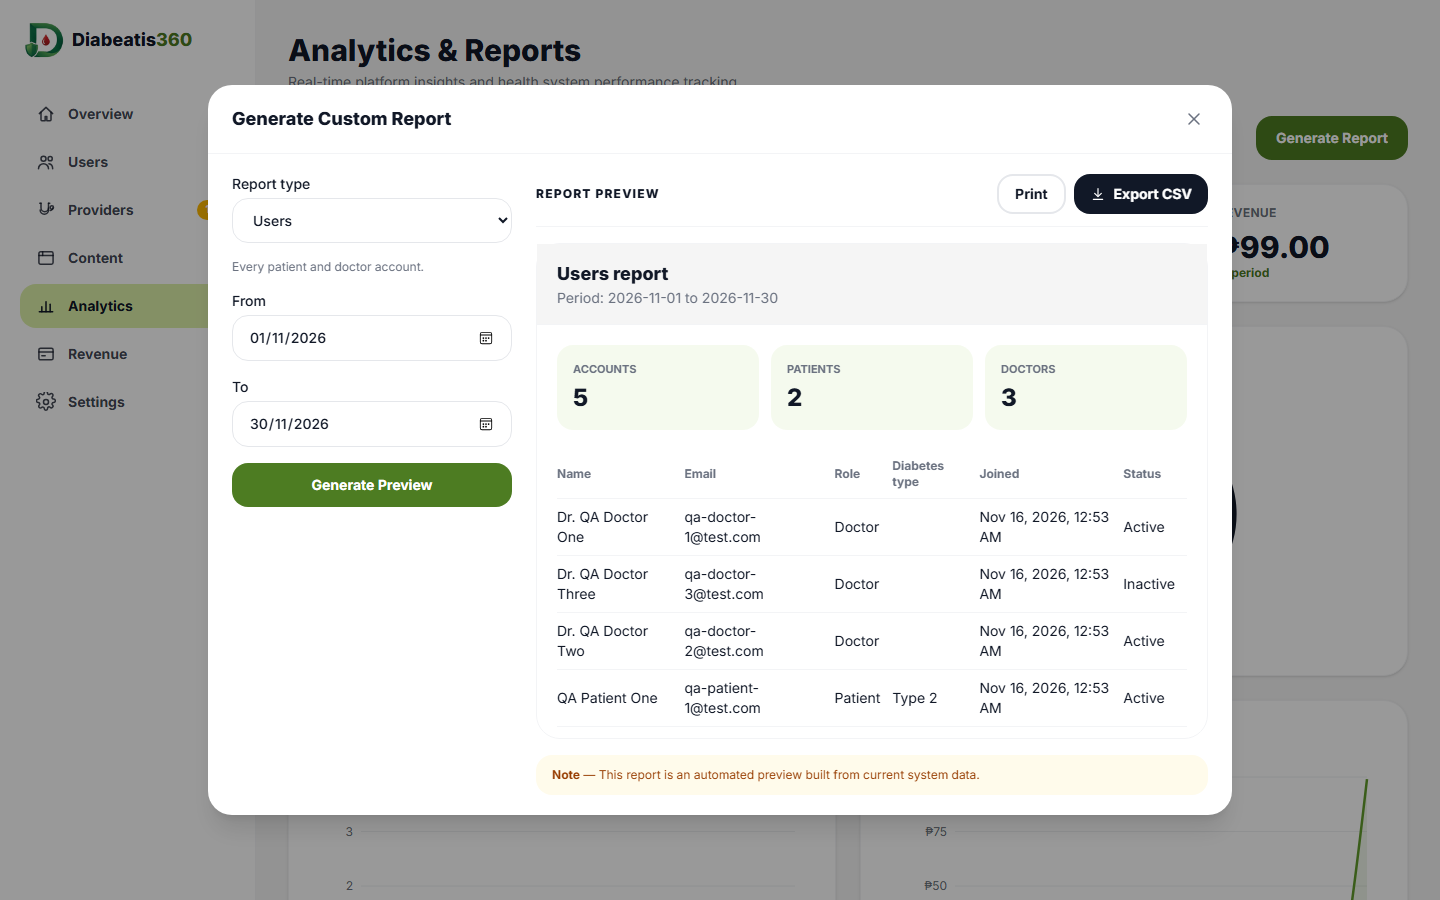 Diabeatis360
Analytics & Reports
Real-time platform insights and health system performance tracking
Overview
Users
Providers
Content
Analytics
Revenue
Settings
Generate Report
₱99.00
period
Generate Custom Report
Report type
Users
Every patient and doctor account.
From
01/11/2026
To
30/11/2026
Generate Preview
REPORT PREVIEW
Print
Export CSV
Users report
Period: 2026-11-01 to 2026-11-30
ACCOUNTS
5
PATIENTS
2
DOCTORS
3
Name Email Role Diabetes type Joined Status
Dr. QA Doctor One qa-doctor-1@test.com Doctor Nov 16, 2026, 12:53 AM Active
Dr. QA Doctor Three qa-doctor-3@test.com Doctor Nov 16, 2026, 12:53 AM Inactive
Dr. QA Doctor Two qa-doctor-2@test.com Doctor Nov 16, 2026, 12:53 AM Active
QA Patient One qa-patient-1@test.com Patient Type 2 Nov 16, 2026, 12:53 AM Active
Note — This report is an automated preview built from current system data.
3
2
₱75
₱50